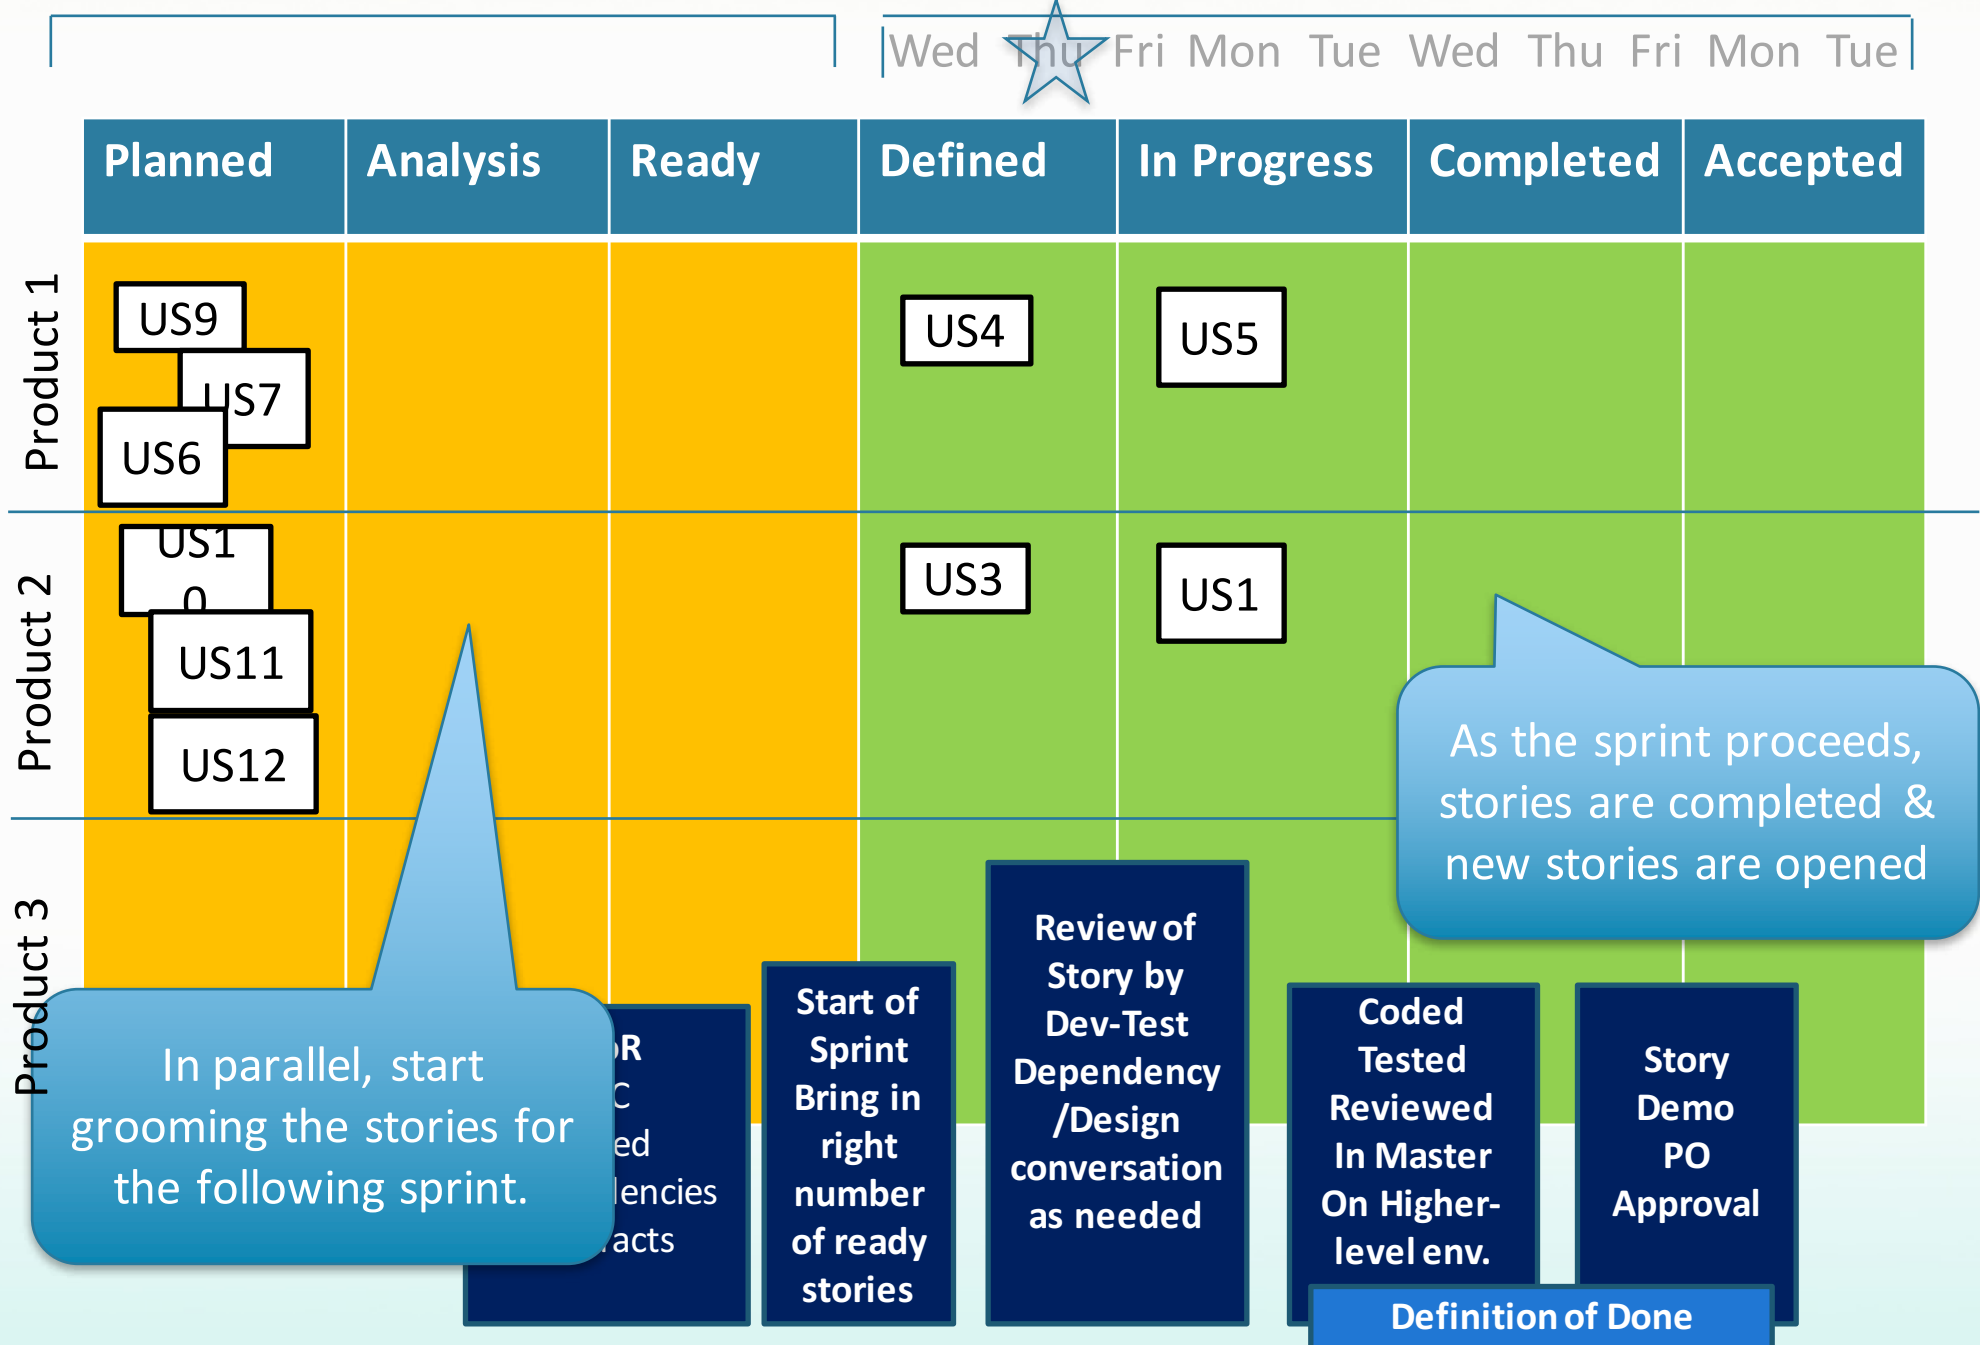 Wed Thu Fri Mon Tue Wed Thu Fri Mon Tue
Planned Analysis Ready Defined In Progress Completed Accepted
Product 1
US9
US7
US6
US4
US5
Product 2
US1
0
US11
US12
US3
US1
As the sprint proceeds,
stories are completed &
new stories are opened
Product 3
In parallel, start
grooming the stories for
the following sprint.
Start of
Sprint
Bring in
right
number
of ready
stories
Review of
Story by
Dev-Test
Dependency
/Design
conversation
as needed
Coded
Tested
Reviewed
In Master
On Higher-
level env.
Story
Demo
PO
Approval
Definition of Done